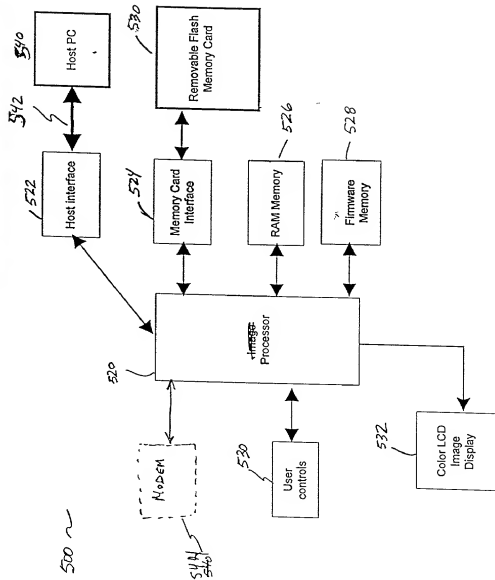 540
Host PC
542
530
Removable Flash
Memory Card
522
Host interface
524
Memory Card
Interface
526
RAM Memory
528
Firmware
Memory
520
Image
Processor
MODEM
544
530
User
controls
532
Color LCD
Image
Display
500